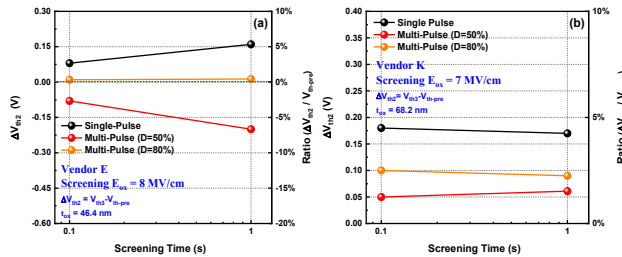 (a)
0.30
0.15
0.00
-0.15
-0.30
-0.45
-0.60
ΔVth2 (V)
10%
5%
0%
-5%
-10%
-15%
-20%
Ratio (ΔVth2 / Vth-pre)
Single-Pulse
Multi-Pulse (D=50%)
Multi-Pulse (D=80%)
Vendor E
Screening Eox = 8 MV/cm
ΔVth2 = Vth3-Vth-pre
tox = 46.4 nm
0.1
1
Screening Time (s)
(b)
0.40
0.35
0.30
0.25
0.20
0.15
0.10
0.05
0.00
ΔVth2 (V)
10%
5%
0%
Single Pulse
Multi-Pulse (D=50%)
Multi-Pulse (D=80%)
Vendor K
Screening Eox = 7 MV/cm
ΔVth2= Vth3-Vth-pre
tox = 68.2 nm
0.1
1
Screening Time (s)